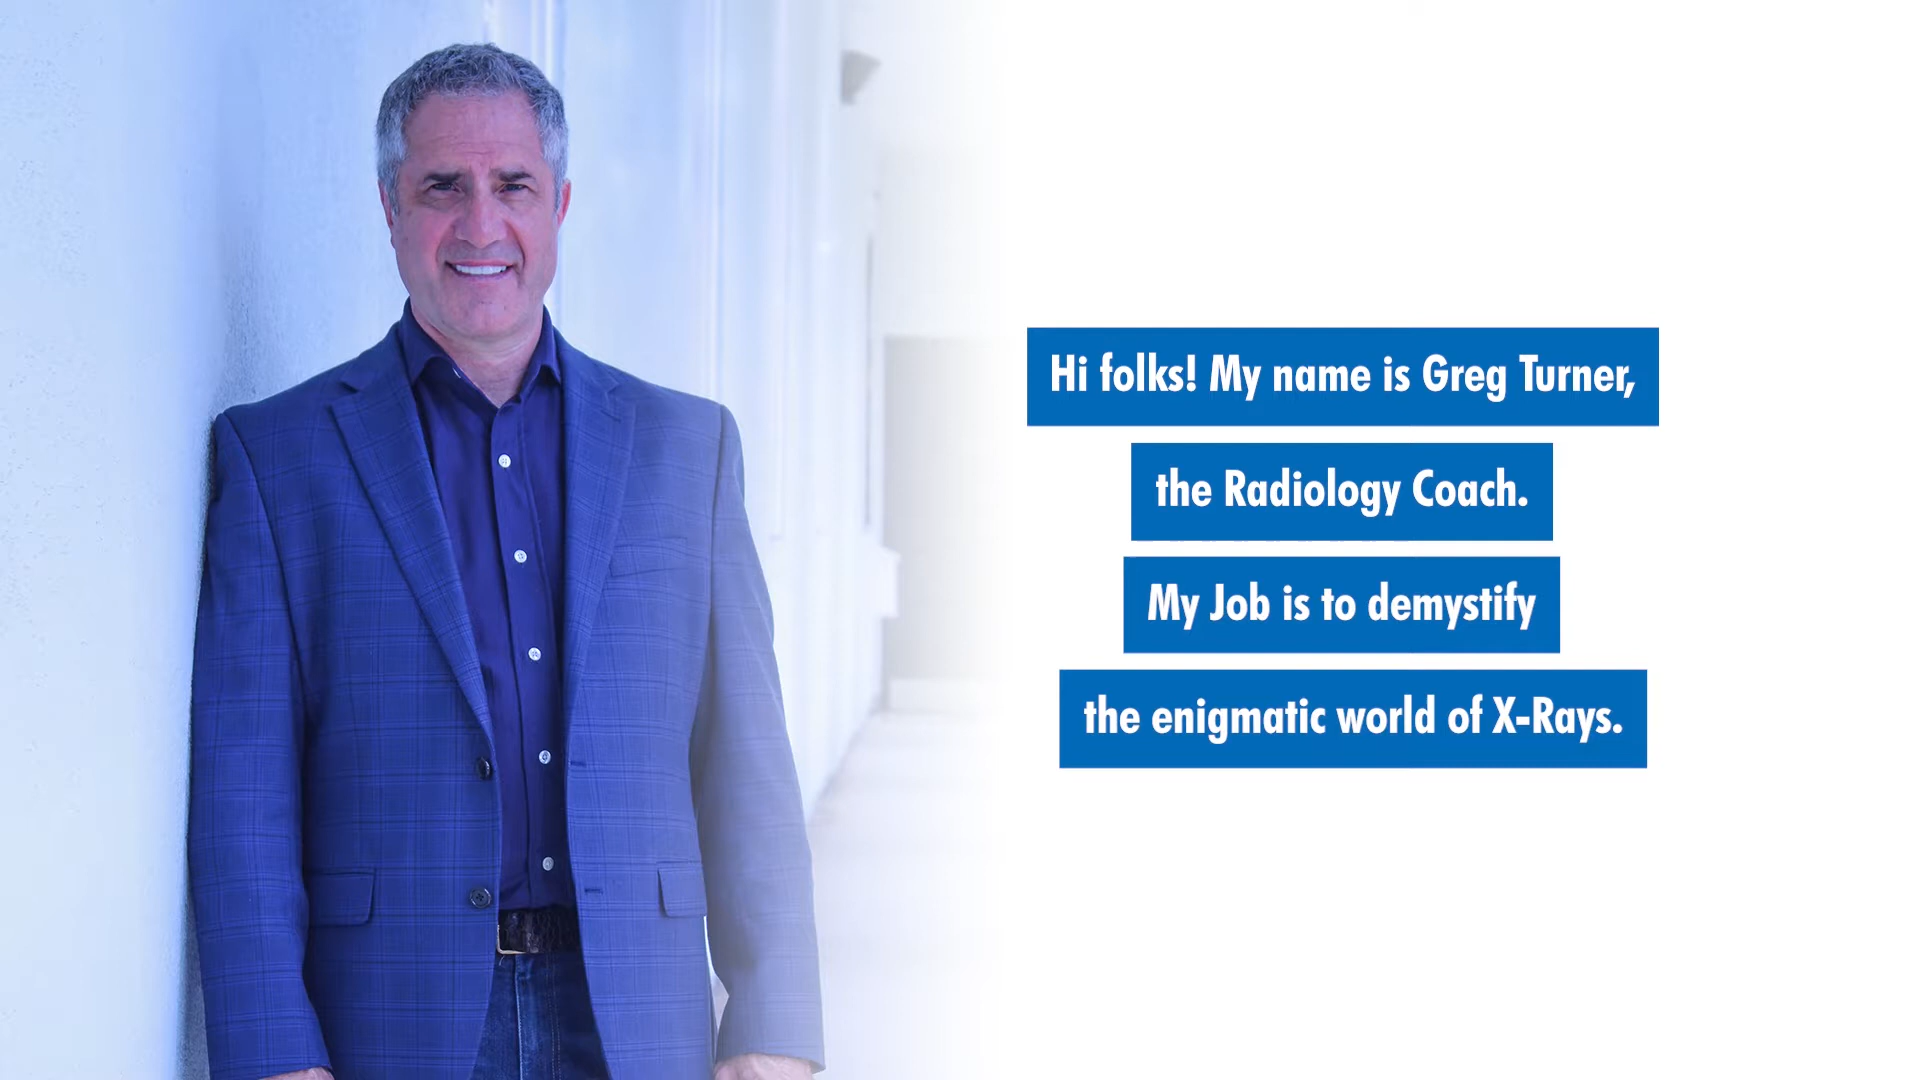 Hi folks! My name is Greg Turner,
the Radiology Coach.
My Job is to demystify
the enigmatic world of X-Rays.